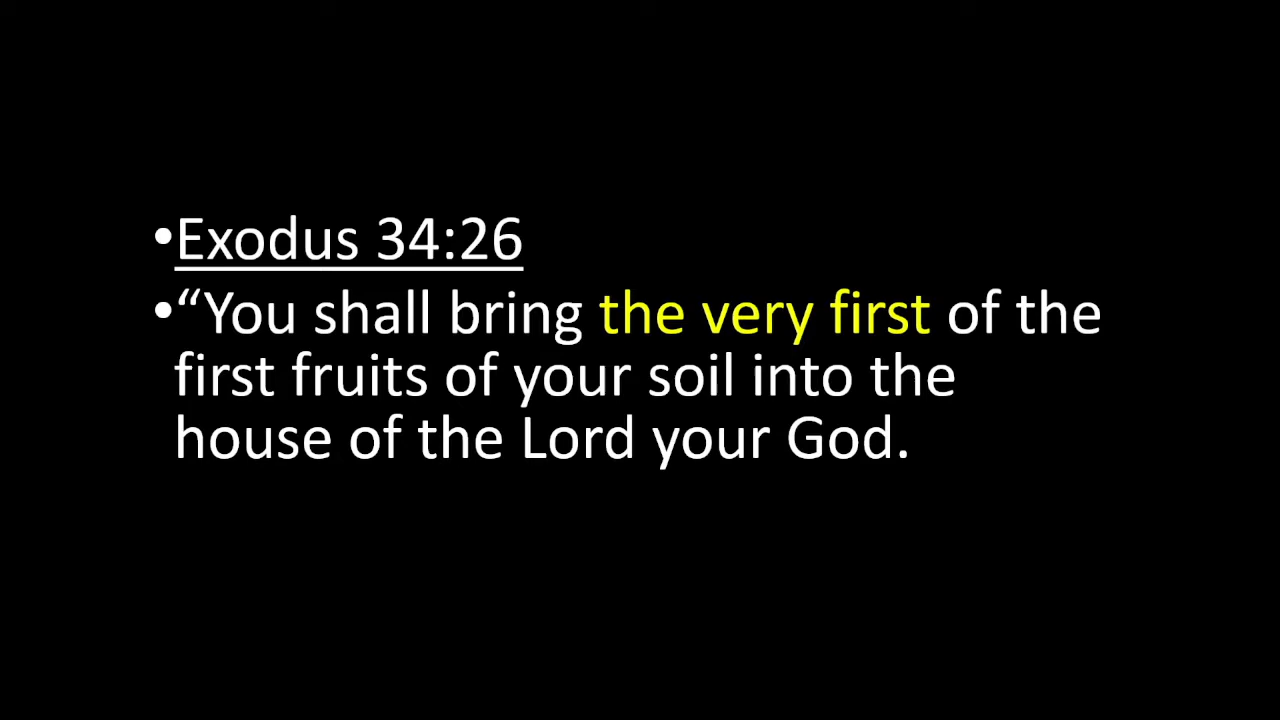 •Exodus 34:26
•“You shall bring the very first of the
first fruits of your soil into the
house of the Lord your God.